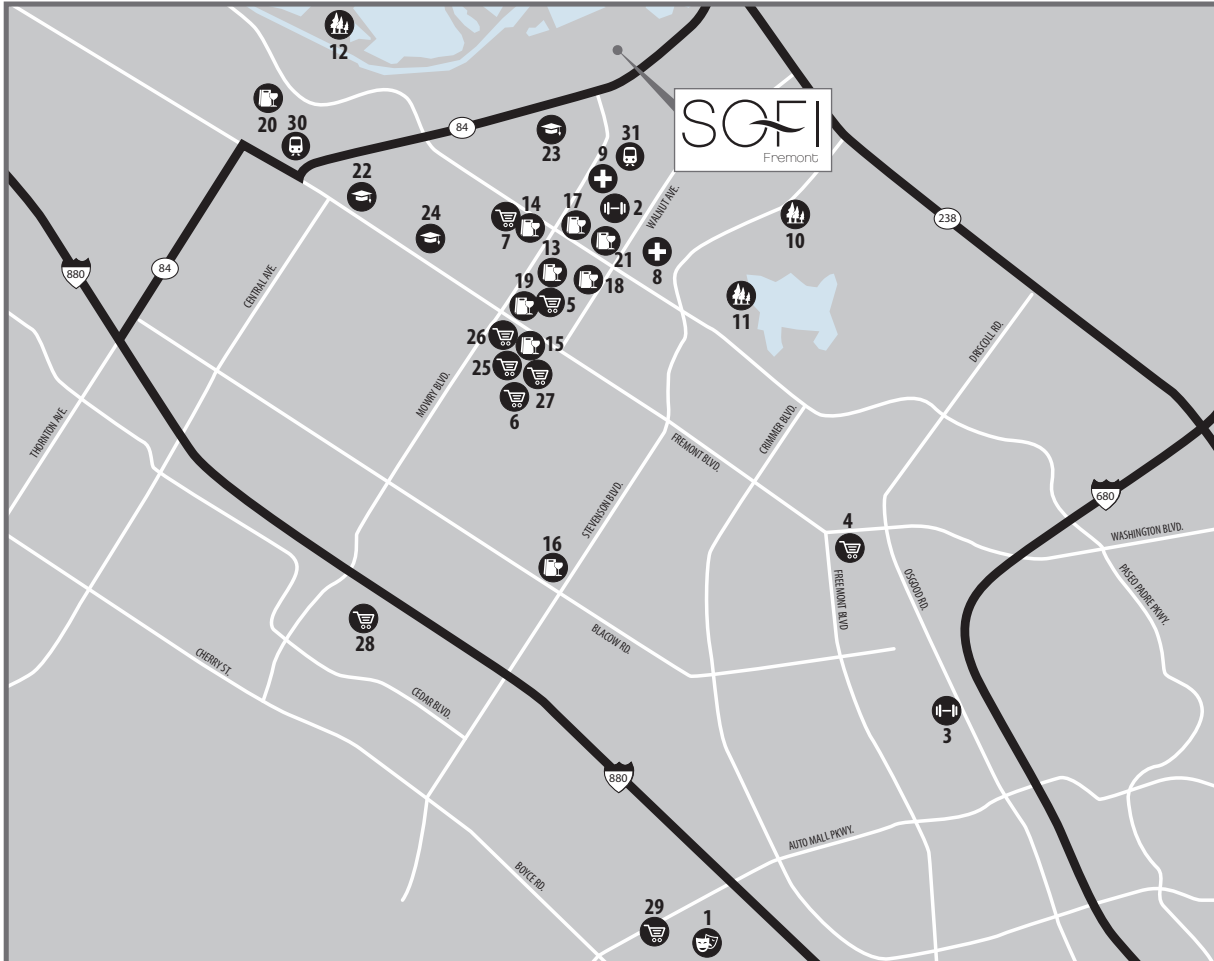 12
20
30
84
23
31
9
SOFI
Fremont
22
14
17
2
WALNUT AVE.
24
7
21
8
10
238
880
84
CENTRAL AVE.
13
18
19
5
11
26
15
DRISCOLL RD.
25
27
6
MOWRY BLVD.
THORNTON AVE.
CRIMMER BLVD.
FREMONT BLVD.
STEVENSON BLVD.
680
4
WASHINGTON BLVD.
16
FREEMONT BLVD
OSGOOD RD.
PASEO PADRE PKWY.
28
BLACOW RD.
CHERRY ST.
CEDAR BLVD.
3
880
AUTO MALL PKWY.
BOYCE RD.
29
1